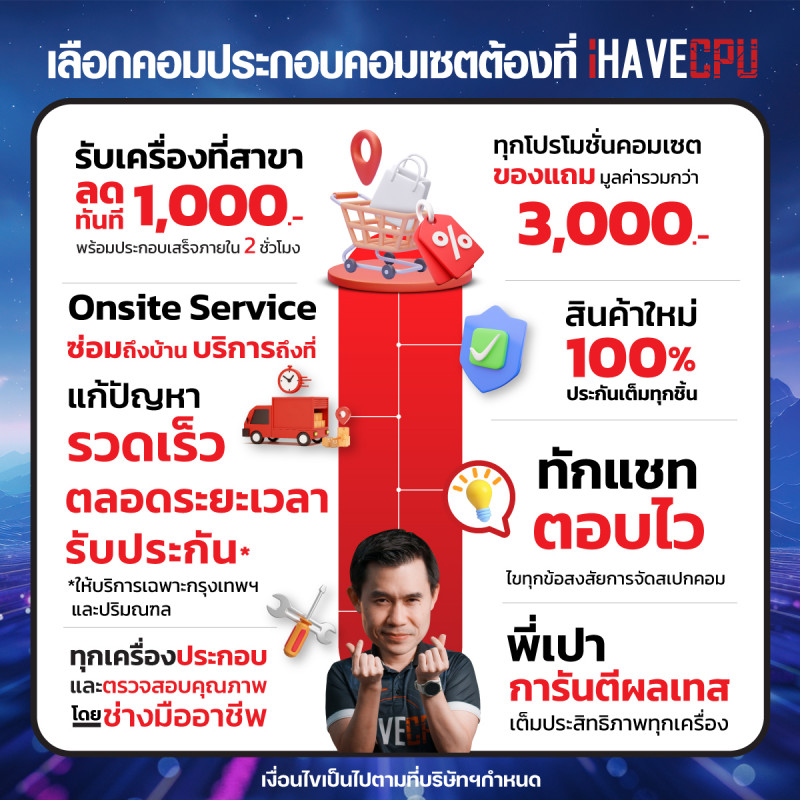 เลือกคอมประกอบคอมเซตต้องที่ iHAVECPU
รับเครื่องที่สาขา
ลดทันที 1,000.-
พร้อมประกอบเสร็จภายใน 2 ชั่วโมง
Onsite Service
ซ่อมถึงบ้าน บริการถึงที่
แก้ปัญหา
รวดเร็ว
ตลอดระยะเวลา
รับประกัน*
*ให้บริการเฉพาะกรุงเทพฯ
และปริมณฑล
ทุกเครื่องประกอบ
และตรวจสอบคุณภาพ
โดยช่างมืออาชีพ
ทุกโปรโมชั่นคอมเซต
ของแถม มูลค่ารวมกว่า
3,000.-
%
สินค้าใหม่
100%
ประกันเต็มทุกชิ้น
ทักแชท
ตอบไว
ไขทุกข้อสงสัยการจัดสเปกคอม
พี่เปา
การันตีผลเทส
เต็มประสิทธิภาพทุกเครื่อง
VECP
เงื่อนไขเป็นไปตามที่บริษัทฯกำหนด